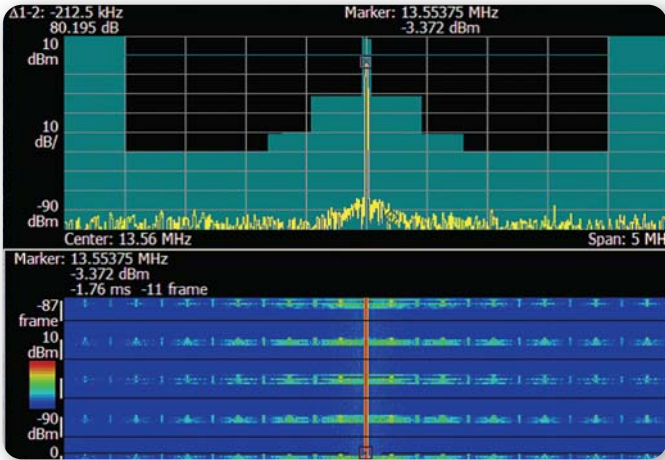 Δ1-2: -212.5 kHz
80.195 dB
Marker: 13.55375 MHz
-3.372 dBm
10
dBm
10
dB/
-90
dBm
Center: 13.56 MHz
Span: 5 MH
Marker: 13.55375 MHz
-3.372 dBm
-1.76 ms -11 frame
-87
frame
10
dBm
-90
dBm
0